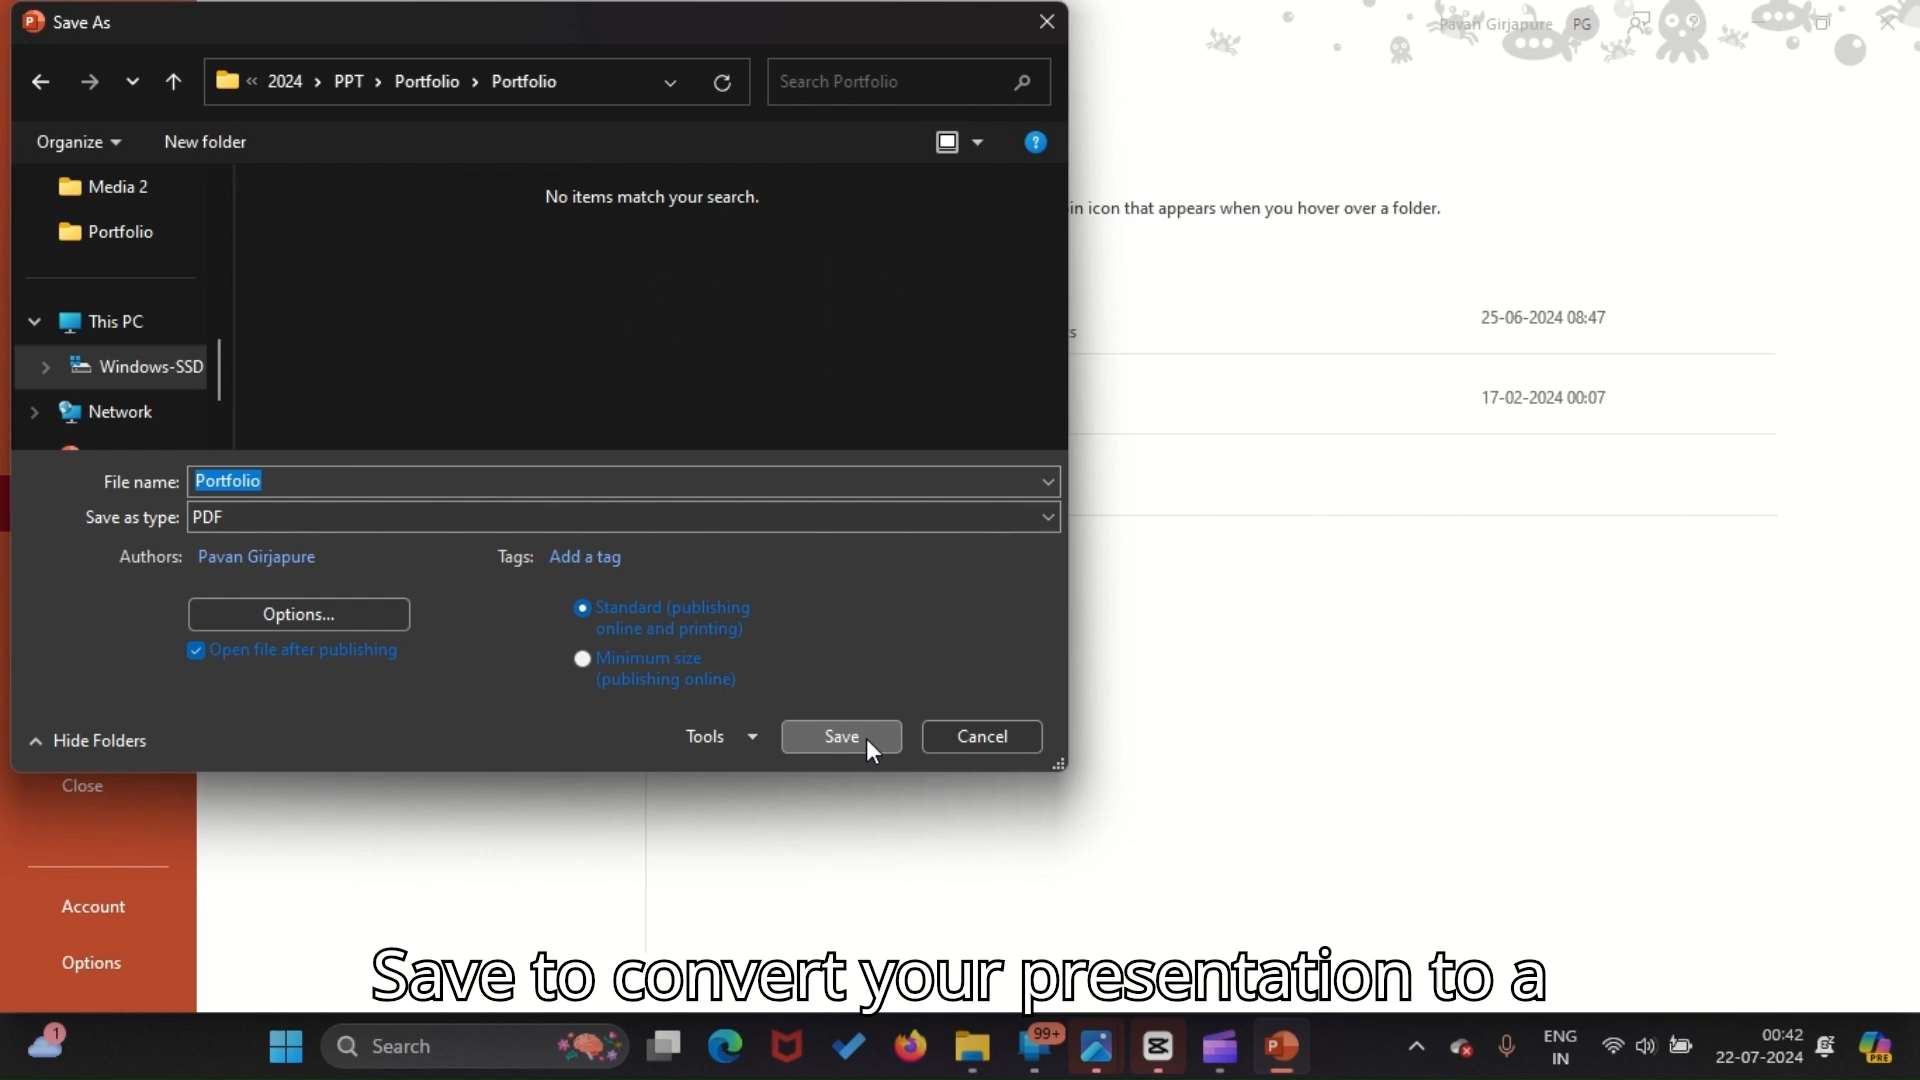 Save As
Pavan Girjapure PG
« 2024 > PPT > Portfolio > Portfolio
Search Portfolio
Organize
New folder
?
Media 2
Portfolio
No items match your search.
in icon that appears when you hover over a folder.
This PC
Windows-SSD
Network
25-06-2024 08:47
s
17-02-2024 00:07
File name: Portfolio
Save as type: PDF
Authors: Pavan Girjapure
Tags: Add a tag
Options...
Open file after publishing
Standard (publishing
online and printing)
Minimum size
(publishing online)
Hide Folders
Tools
Save
Cancel
Close
Account
Options
Save to convert your presentation to a
1
Search
99+
ENG
IN
00:42
22-07-2024
PRE